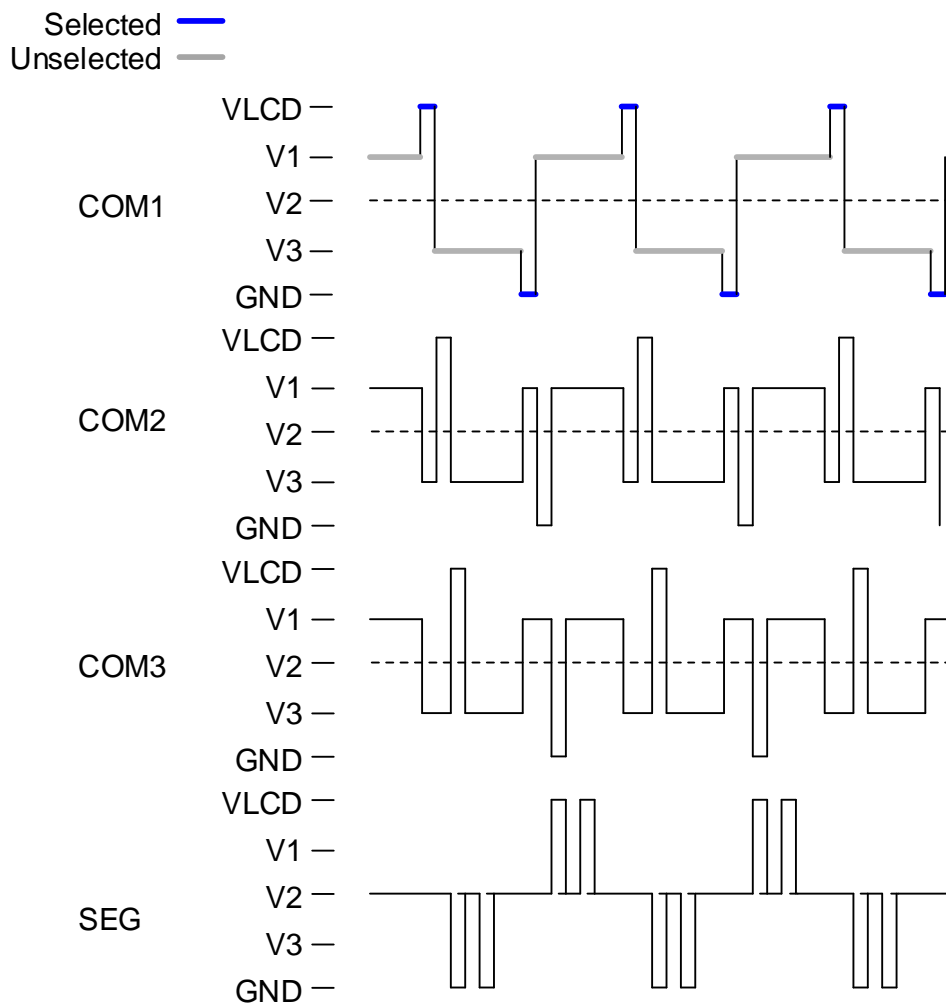 Selected
Unselected
VLCD
V1
COM1
V2
V3
GND
VLCD
V1
COM2
V2
V3
GND
VLCD
V1
COM3
V2
V3
GND
VLCD
V1
V2
SEG
V3
GND